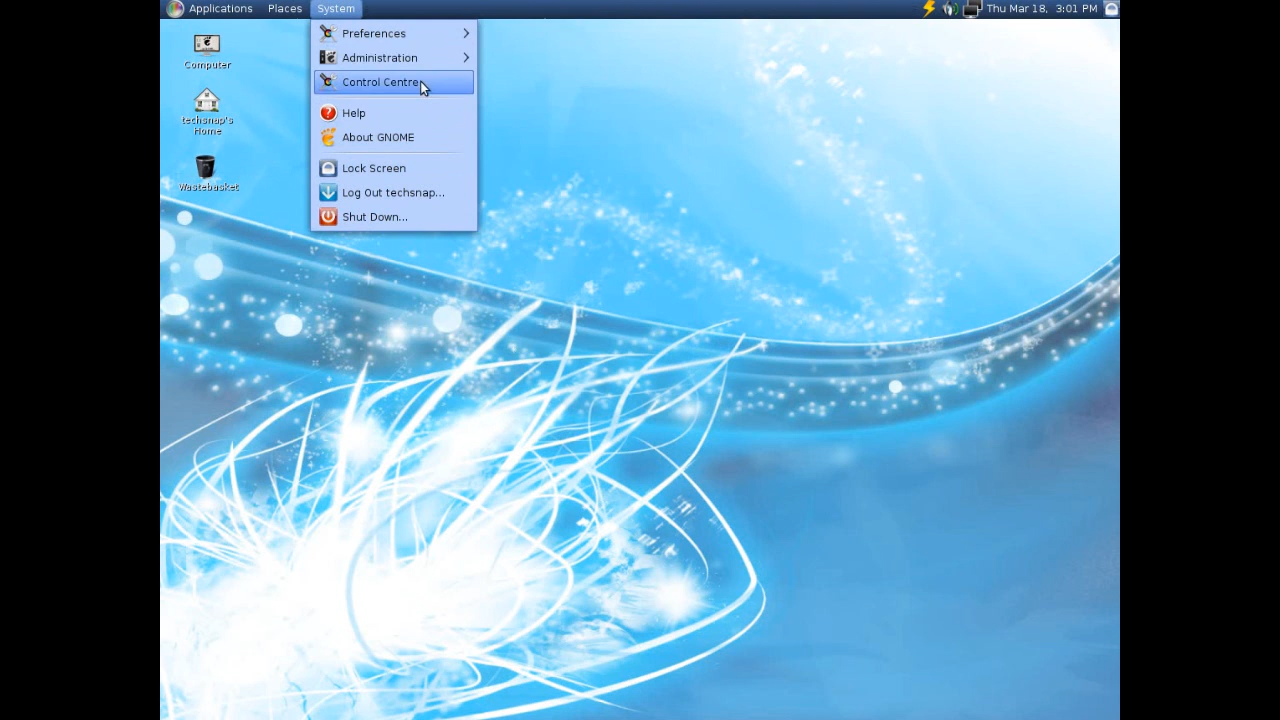 Applications Places System Thu Mar 18, 3:01 PM
Computer
techsnap's
Home
Wastebasket
Preferences
Administration
Control Centre
Help
About GNOME
Lock Screen
Log Out techsnap...
Shut Down...